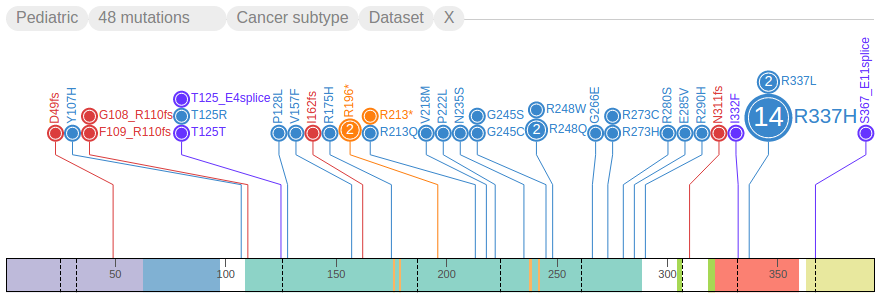 Pediatric 48 mutations Cancer subtype Dataset X
D49fs
Y107H
G108_R110fs
F109_R110fs
T125_E4splice
T125R
T125T
P128L
V157F
I162fs
R175H
R196*
2
R213*
R213Q
V218M
P222L
N235S
G245S
G245C
R248W
2 R248Q
G266E
R273C
R273H
R280S
E285V
R290H
N311fs
I332F
2 R337L
14 R337H
S367_E11splice
50 100 150 200 250 300 350